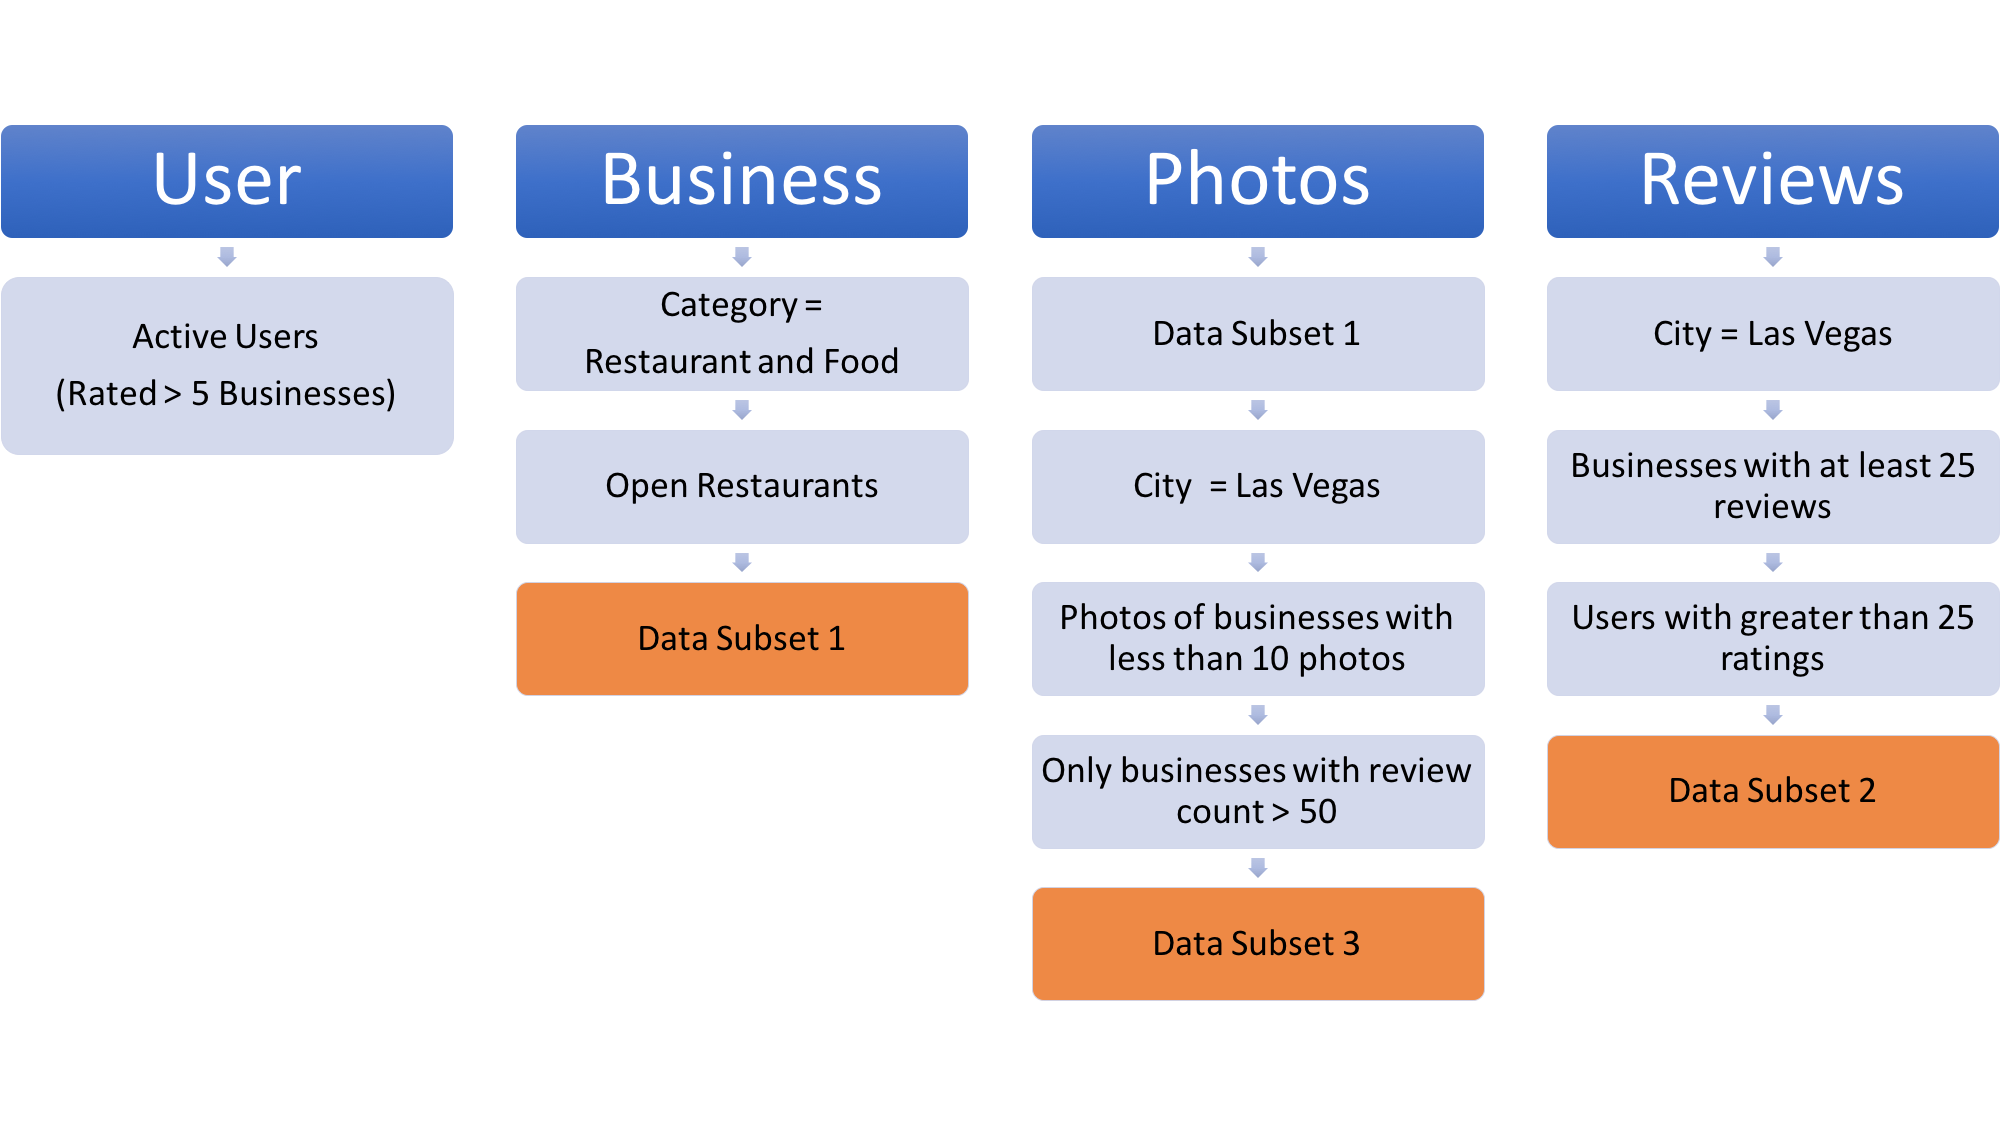 User
Active Users
(Rated > 5 Businesses)
Business
Category =
Restaurant and Food
Open Restaurants
Data Subset 1
Photos
Data Subset 1
City  = Las Vegas
Photos of businesses with
less than 10 photos
Only businesses with review
count > 50
Data Subset 3
Reviews
City = Las Vegas
Businesses with at least 25
reviews
Users with greater than 25
ratings
Data Subset 2